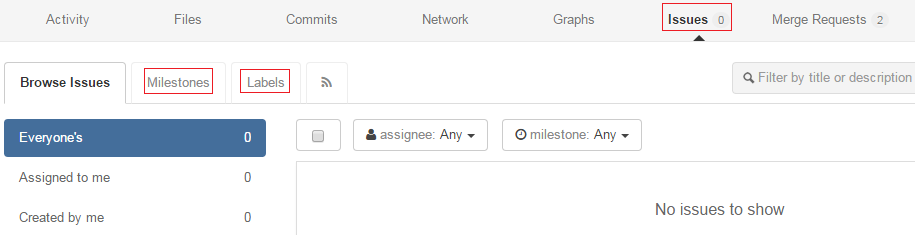 Activity Files Commits Network Graphs Issues 0 Merge Requests 2
Browse Issues Milestones Labels Filter by title or description
Everyone's 0 assignee: Any milestone: Any
Assigned to me 0
No issues to show
Created by me 0